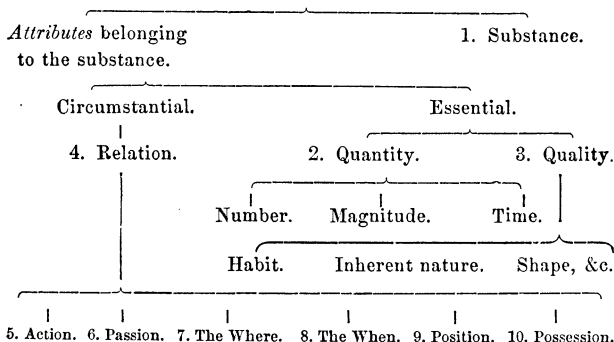 Attributes belonging 1. Substance.
to the substance.
Circumstantial. Essential.
4. Relation. 2. Quantity. 3. Quality.
Number. Magnitude. Time.
Habit. Inherent nature. Shape, &c.
5. Action. 6. Passion. 7. The Where. 8. The When. 9. Position. 10. Possession.